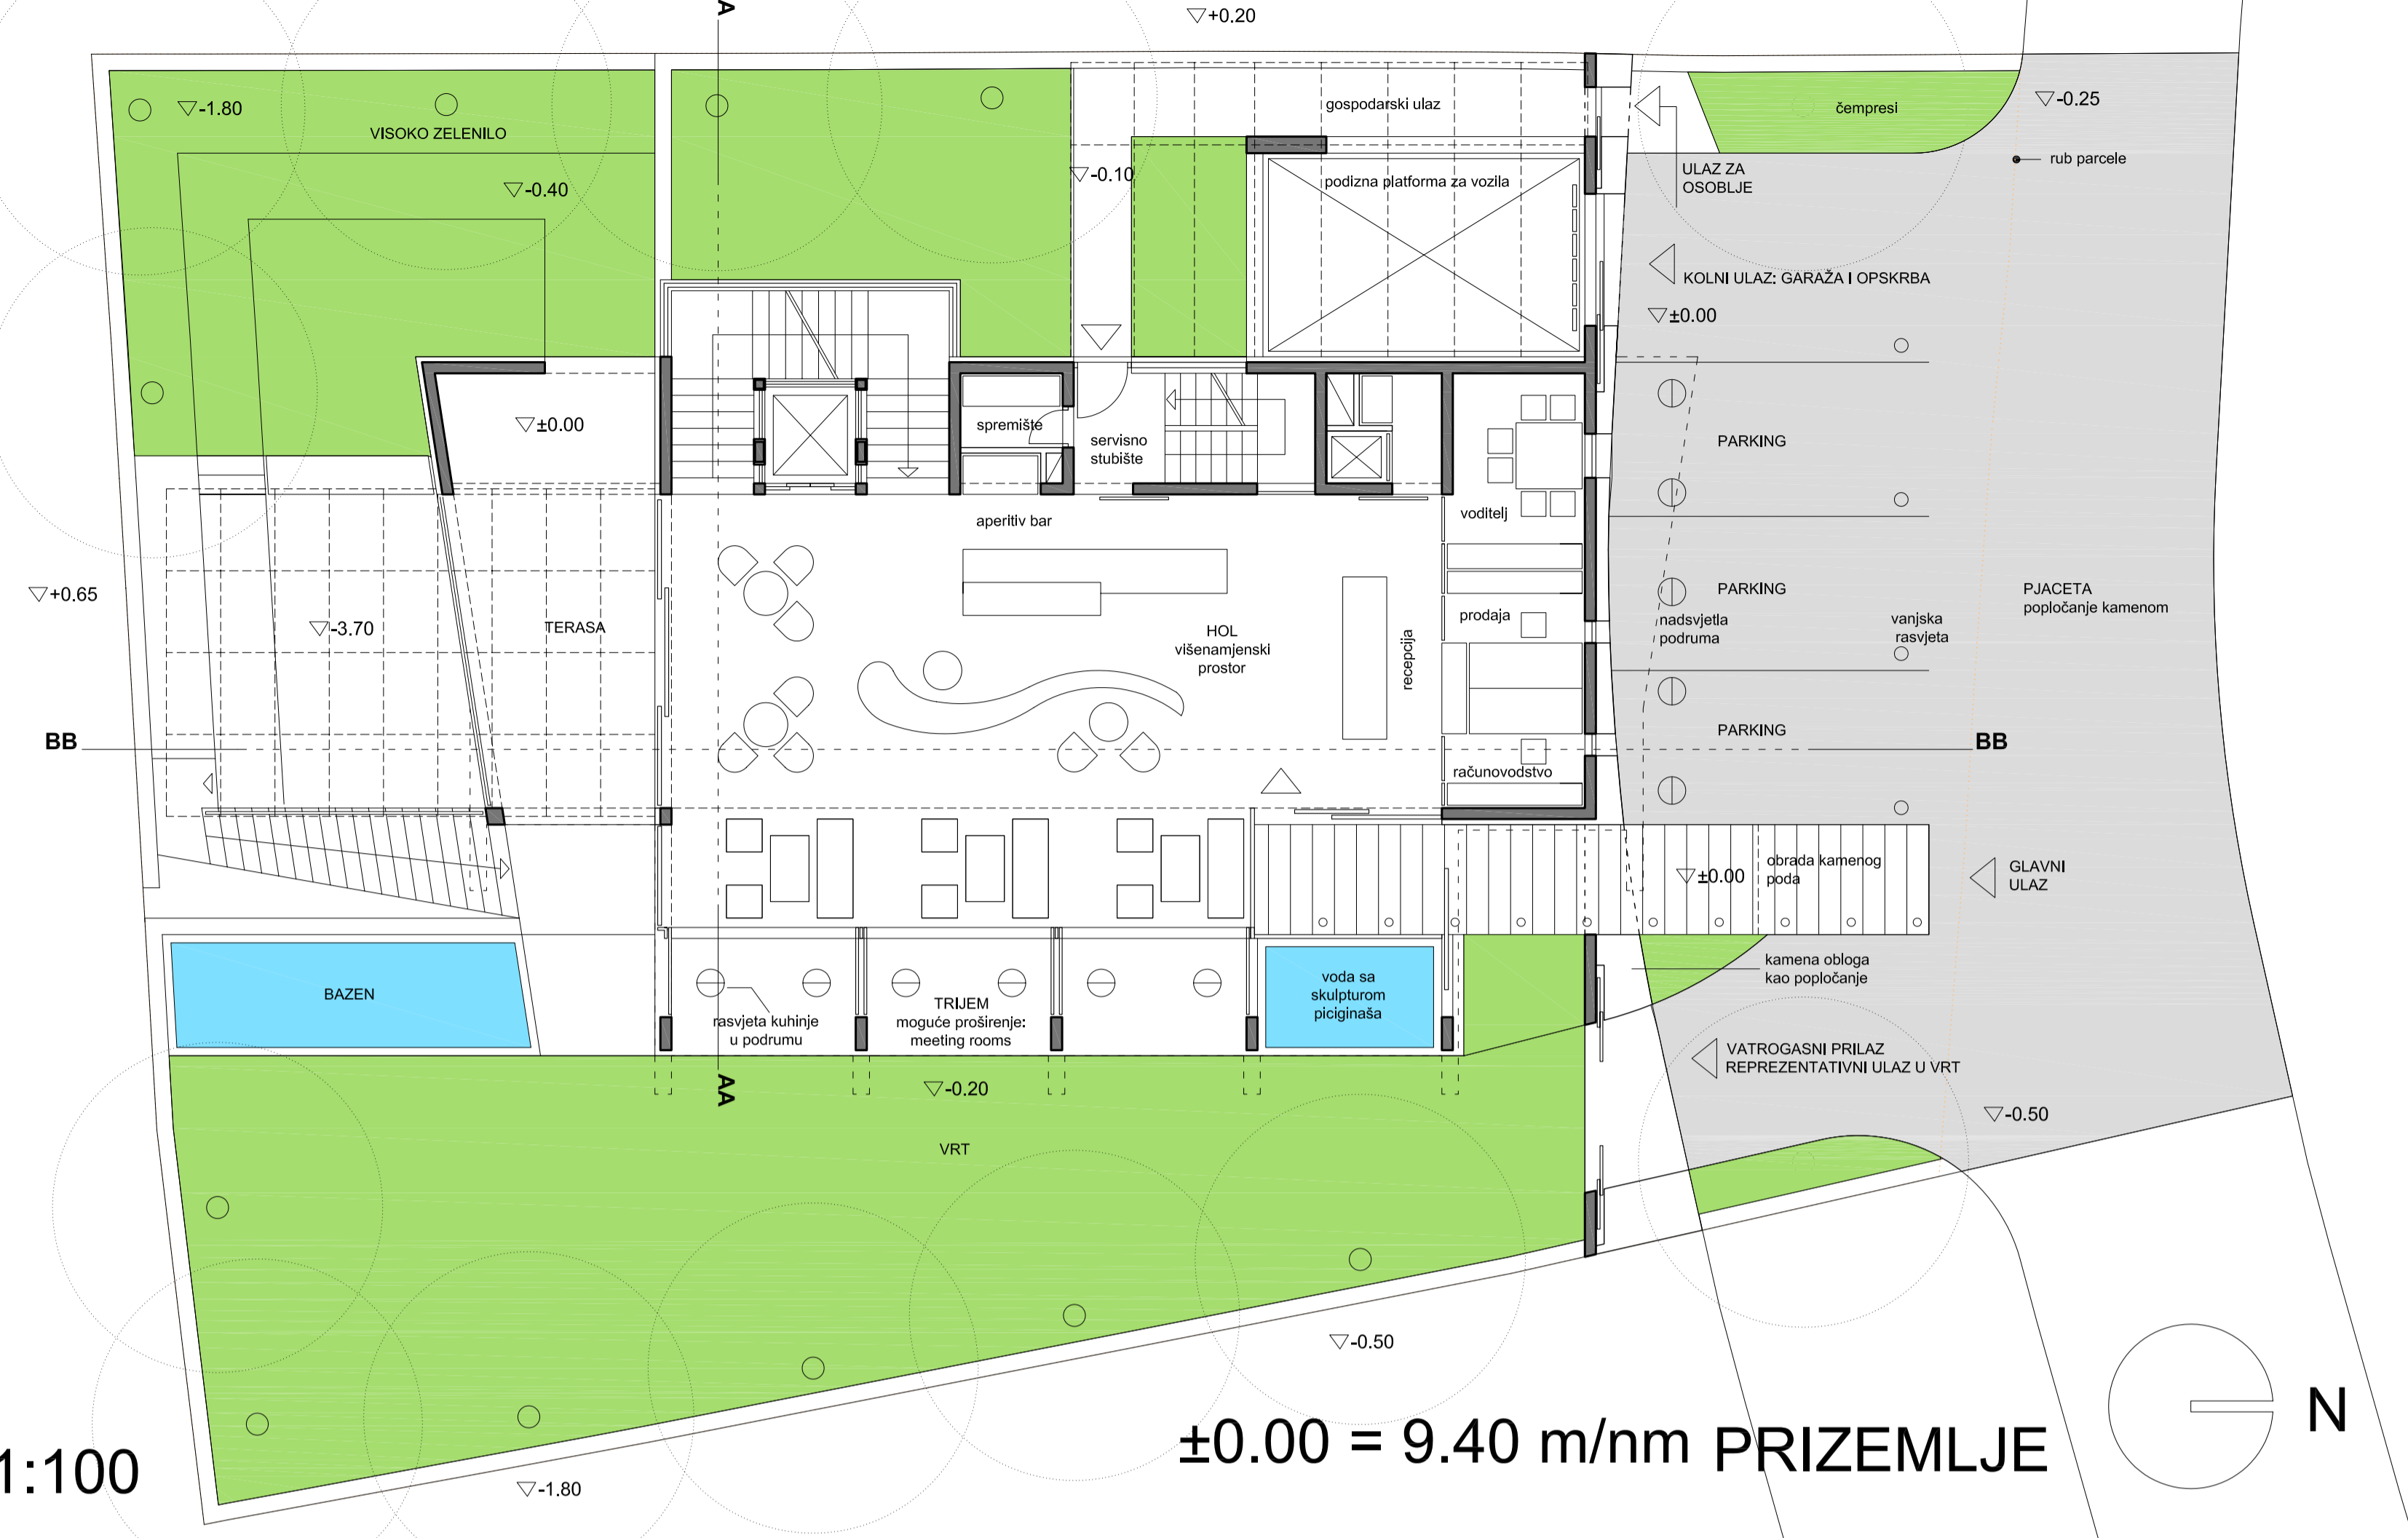 A
▽+0.20
▽-1.80
VISOKO ZELENILO
▽-0.40
gospodarski ulaz
▽-0.10
podizna platforma za vozila
čempresi
▽-0.25
rub parcele
ULAZ ZA
OSOBLJE
KOLNI ULAZ: GARAŽA I OPSKRBA
▽±0.00
▽±0.00
spremište
servisno
stubište
PARKING
voditelj
aperitiv bar
▽+0.65
▽-3.70
TERASA
HOL
višenamjenski
prostor
recepcija
prodaja
PARKING
nadsvjetla
podruma
vanjska
rasvjeta
PJACETA
popločanje kamenom
BB
PARKING
BB
računovodstvo
▽±0.00
obrada kamenog
poda
GLAVNI
ULAZ
BAZEN
rasvjeta kuhinje
u podrumu
TRIJEM
moguće proširenje:
meeting rooms
voda sa
skulpturom
piciginaša
kamena obloga
kao popločanje
VATROGASNI PRILAZ
REPREZENTATIVNI ULAZ U VRT
AA
▽-0.20
▽-0.50
VRT
▽-0.50
▽-1.80
1:100
±0.00 = 9.40 m/nm PRIZEMLJE
N